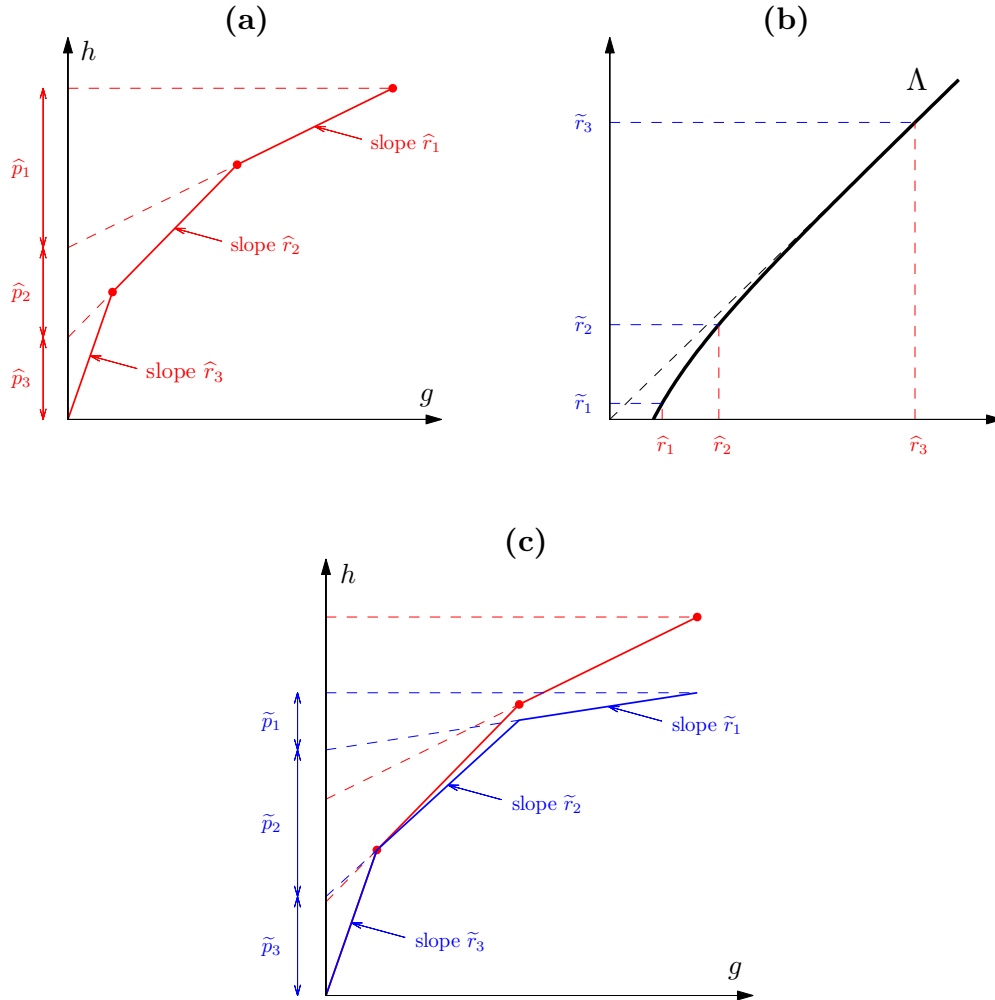 (a)
h
p̂₁
slope r̂₁
slope r̂₂
p̂₂
p̂₃
slope r̂₃
g
(b)
Λ
r̃₃
r̃₂
r̃₁
r̂₁
r̂₂
r̂₃
(c)
h
p̃₁
slope r̃₁
p̃₂
slope r̃₂
p̃₃
slope r̃₃
g